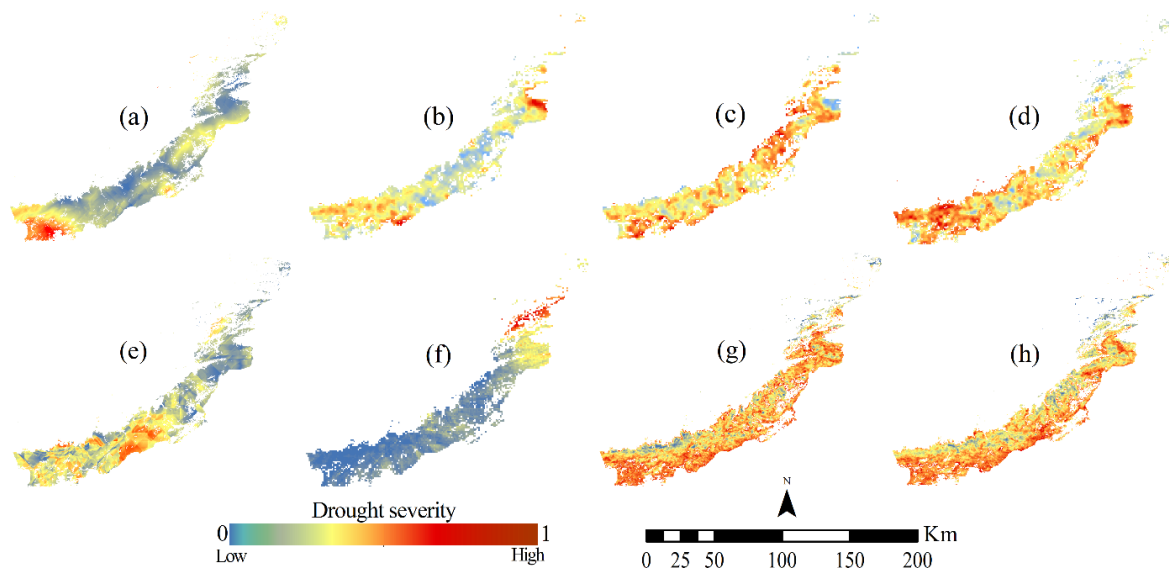 (a)
(b)
(c)
(d)
(e)
(f)
(g)
(h)
Drought severity
0 1
Low High
N
Km
0 25 50 100 150 200